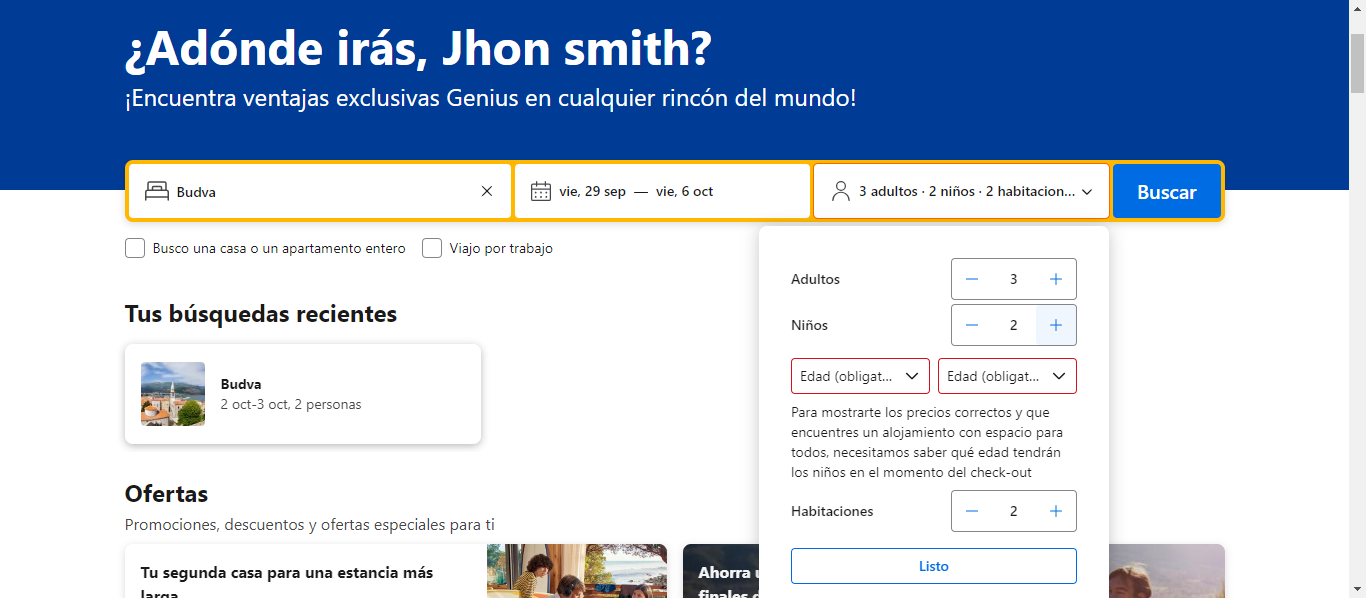 ¿Adónde irás, Jhon smith?
¡Encuentra ventajas exclusivas Genius en cualquier rincón del mundo!
Budva
vie, 29 sep — vie, 6 oct
3 adultos · 2 niños · 2 habitacion...
Buscar
Busco una casa o un apartamento entero
Viajo por trabajo
Adultos
3
Niños
2
Edad (obligat...
Edad (obligat...
Para mostrarte los precios correctos y que
encuentres un alojamiento con espacio para
todos, necesitamos saber qué edad tendrán
los niños en el momento del check-out
Habitaciones
2
Listo
Tus búsquedas recientes
Budva
2 oct-3 oct, 2 personas
Ofertas
Promociones, descuentos y ofertas especiales para ti
Tu segunda casa para una estancia más
larga
Ahorra
finales